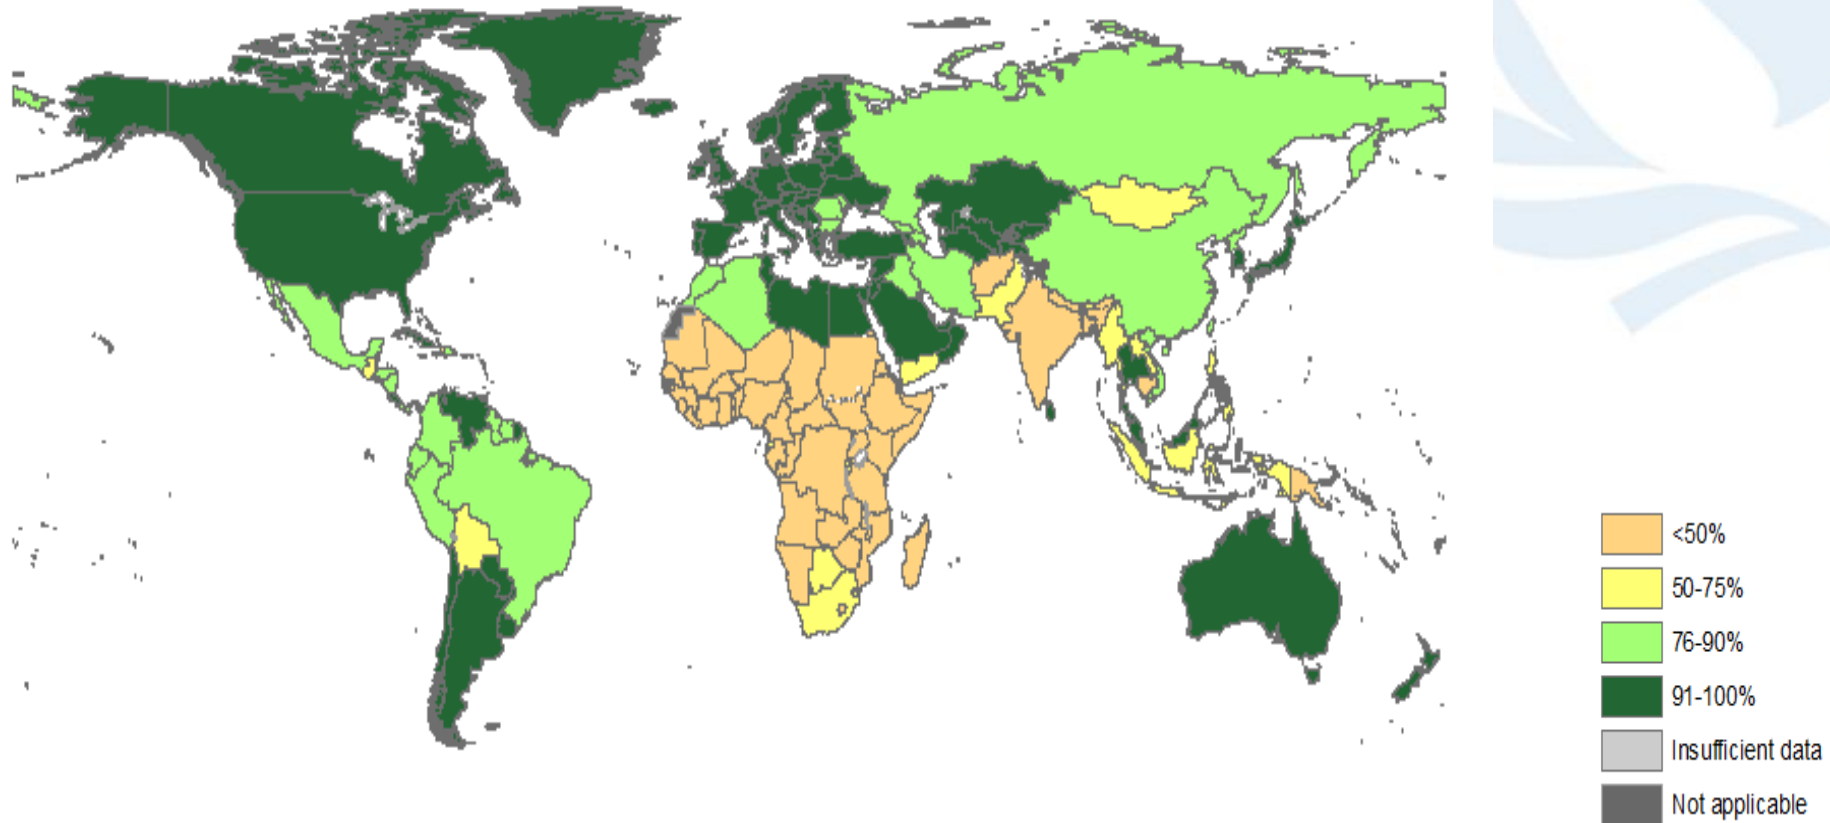 <50%
50-75%
76-90%
91-100%
Insufficient data
Not applicable